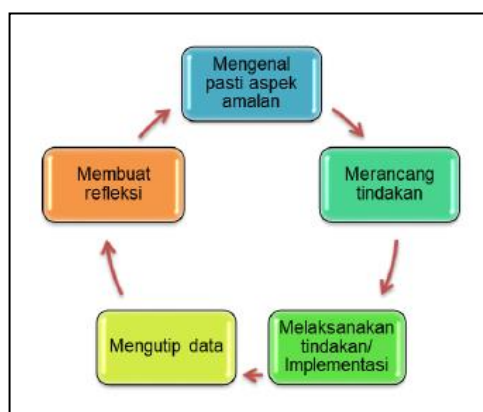 Mengenal
pasti aspek
amalan
Merancang
tindakan
Melaksanakan
tindakan/
Implementasi
Mengutip data
Membuat
refleksi